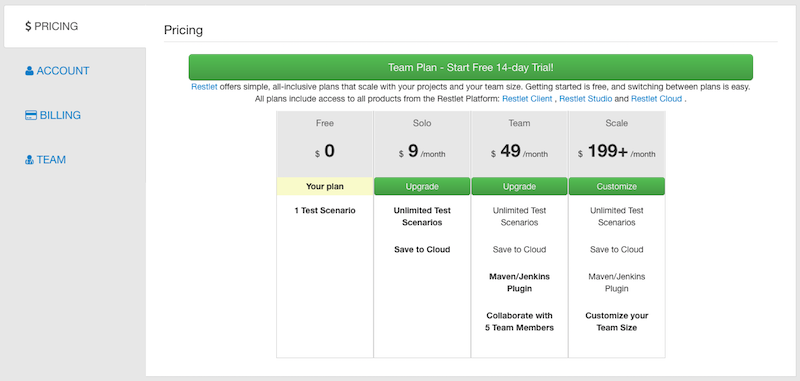 $ PRICING
ACCOUNT
BILLING
TEAM
Pricing
Team Plan - Start Free 14-day Trial!
Restlet offers simple, all-inclusive plans that scale with your projects and your team size. Getting started is free, and switching between plans is easy.
All plans include access to all products from the Restlet Platform: Restlet Client , Restlet Studio and Restlet Cloud .
Free
$ 0
Your plan
1 Test Scenario
Solo
$ 9 /month
Upgrade
Unlimited Test
Scenarios
Save to Cloud
Team
$ 49 /month
Upgrade
Unlimited Test
Scenarios
Save to Cloud
Maven/Jenkins
Plugin
Collaborate with
5 Team Members
Scale
$ 199+ /month
Customize
Unlimited Test
Scenarios
Save to Cloud
Maven/Jenkins
Plugin
Customize your
Team Size